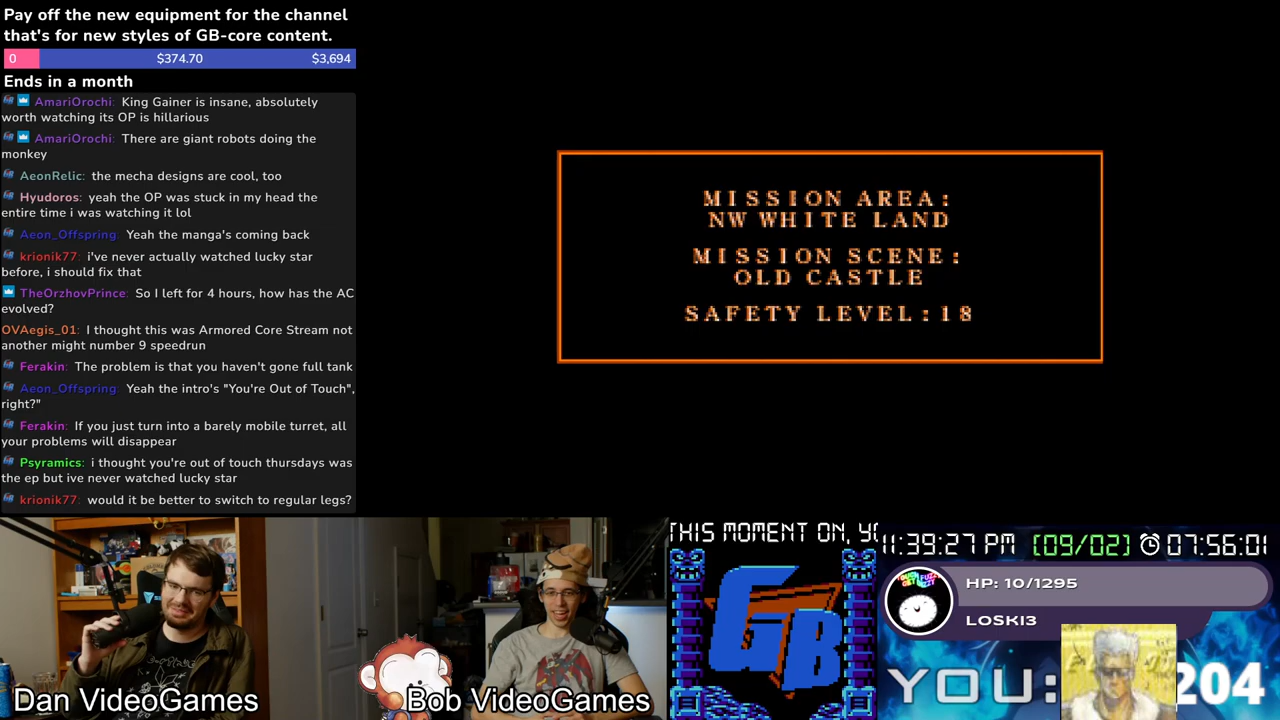 Pay off the new equipment for the channel
that's for new styles of GB-core content.
0 $374.70 $3,694
Ends in a month
AmariOrochi: King Gainer is insane, absolutely
worth watching its OP is hillarious
AmariOrochi: There are giant robots doing the
monkey
AeonRelic: the mecha designs are cool, too
Hyudoros: yeah the OP was stuck in my head the
entire time i was watching it lol
Aeon_Offspring: Yeah the manga's coming back
krionik77: i've never actually watched lucky star
before, i should fix that
TheOrzhovPrince: So I left for 4 hours, how has the AC
evolved?
OVAegis_01: I thought this was Armored Core Stream not
another might number 9 speedrun
Ferakin: The problem is that you haven't gone full tank
Aeon_Offspring: Yeah the intro's "You're Out of Touch",
right?"
Ferakin: If you just turn into a barely mobile turret, all
your problems will disappear
Psyramics: i thought you're out of touch thursdays was
the ep but ive never watched lucky star
krionik77: would it be better to switch to regular legs?
MISSION AREA:
NW WHITE LAND
MISSION SCENE:
OLD CASTLE
SAFETY LEVEL:18
THIS MOMENT ON, YO
11:39:27 PM [09/02] 07:56:01
HP: 10/1295
LOSKI3
GB
YOU: 204
Dan VideoGames
Bob VideoGames